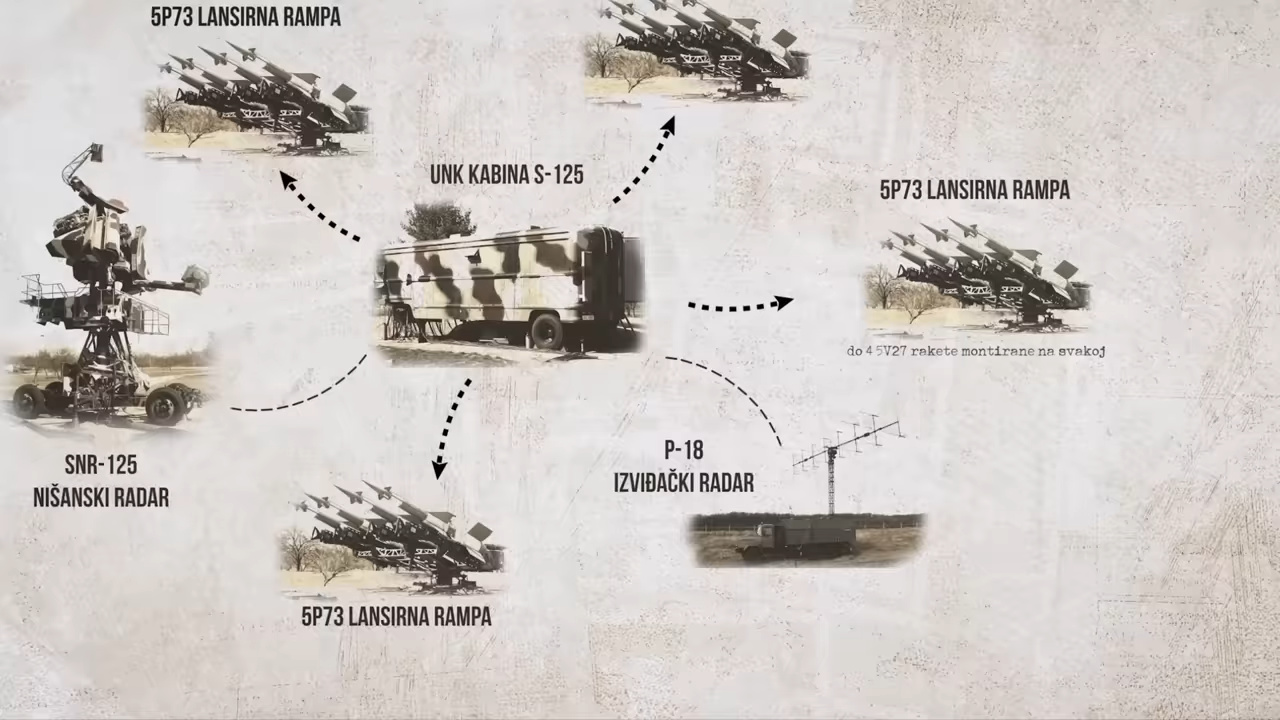 5P73 LANSIRNA RAMPA
UNK KABINA S-125
5P73 LANSIRNA RAMPA
do 4 5V27 rakete montirane na svakoj
P-18
IZVIĐAČKI RADAR
SNR-125
NIŠANSKI RADAR
5P73 LANSIRNA RAMPA